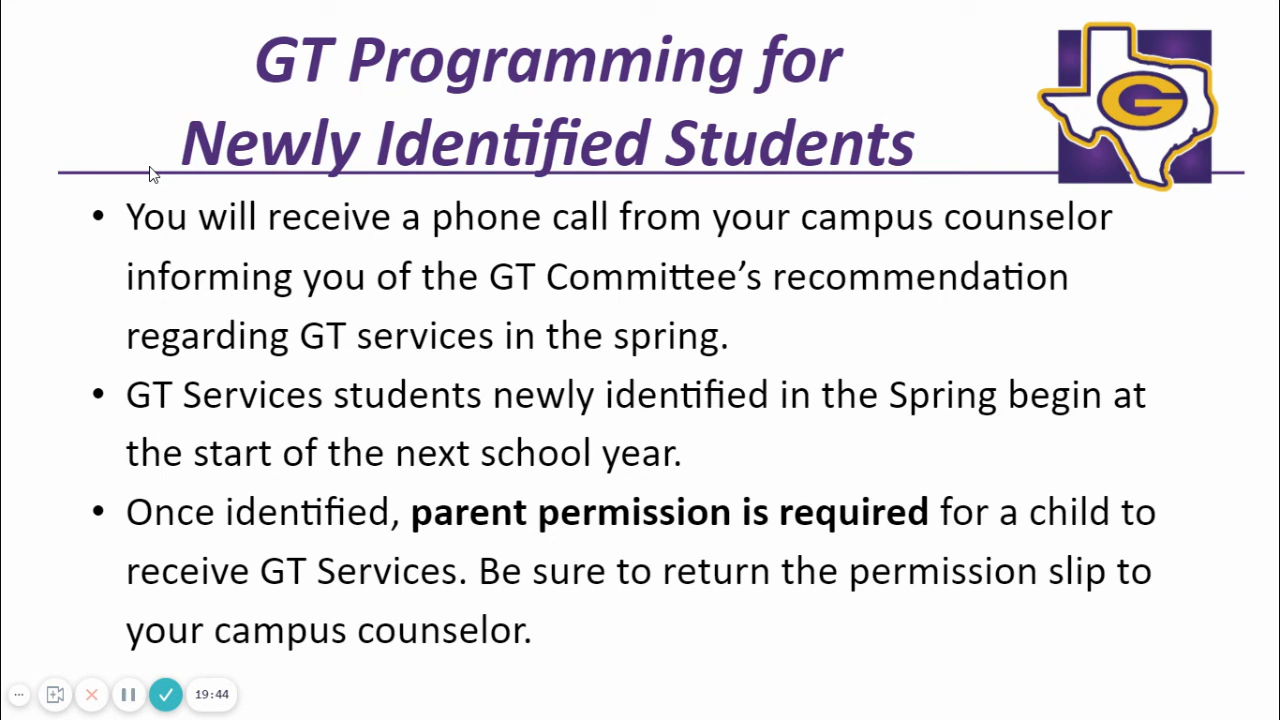 GT Programming for
Newly Identified Students
G
• You will receive a phone call from your campus counselor
informing you of the GT Committee’s recommendation
regarding GT services in the spring.
• GT Services students newly identified in the Spring begin at
the start of the next school year.
• Once identified, parent permission is required for a child to
receive GT Services. Be sure to return the permission slip to
your campus counselor.
19:44